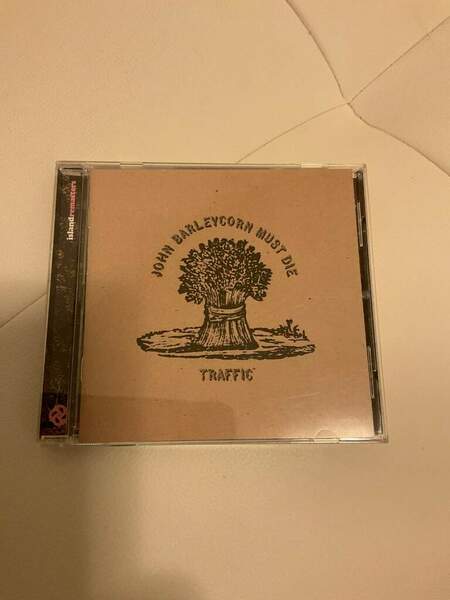 islandremasters
JOHN BARLEYCORN MUST DIE
TRAFFIC